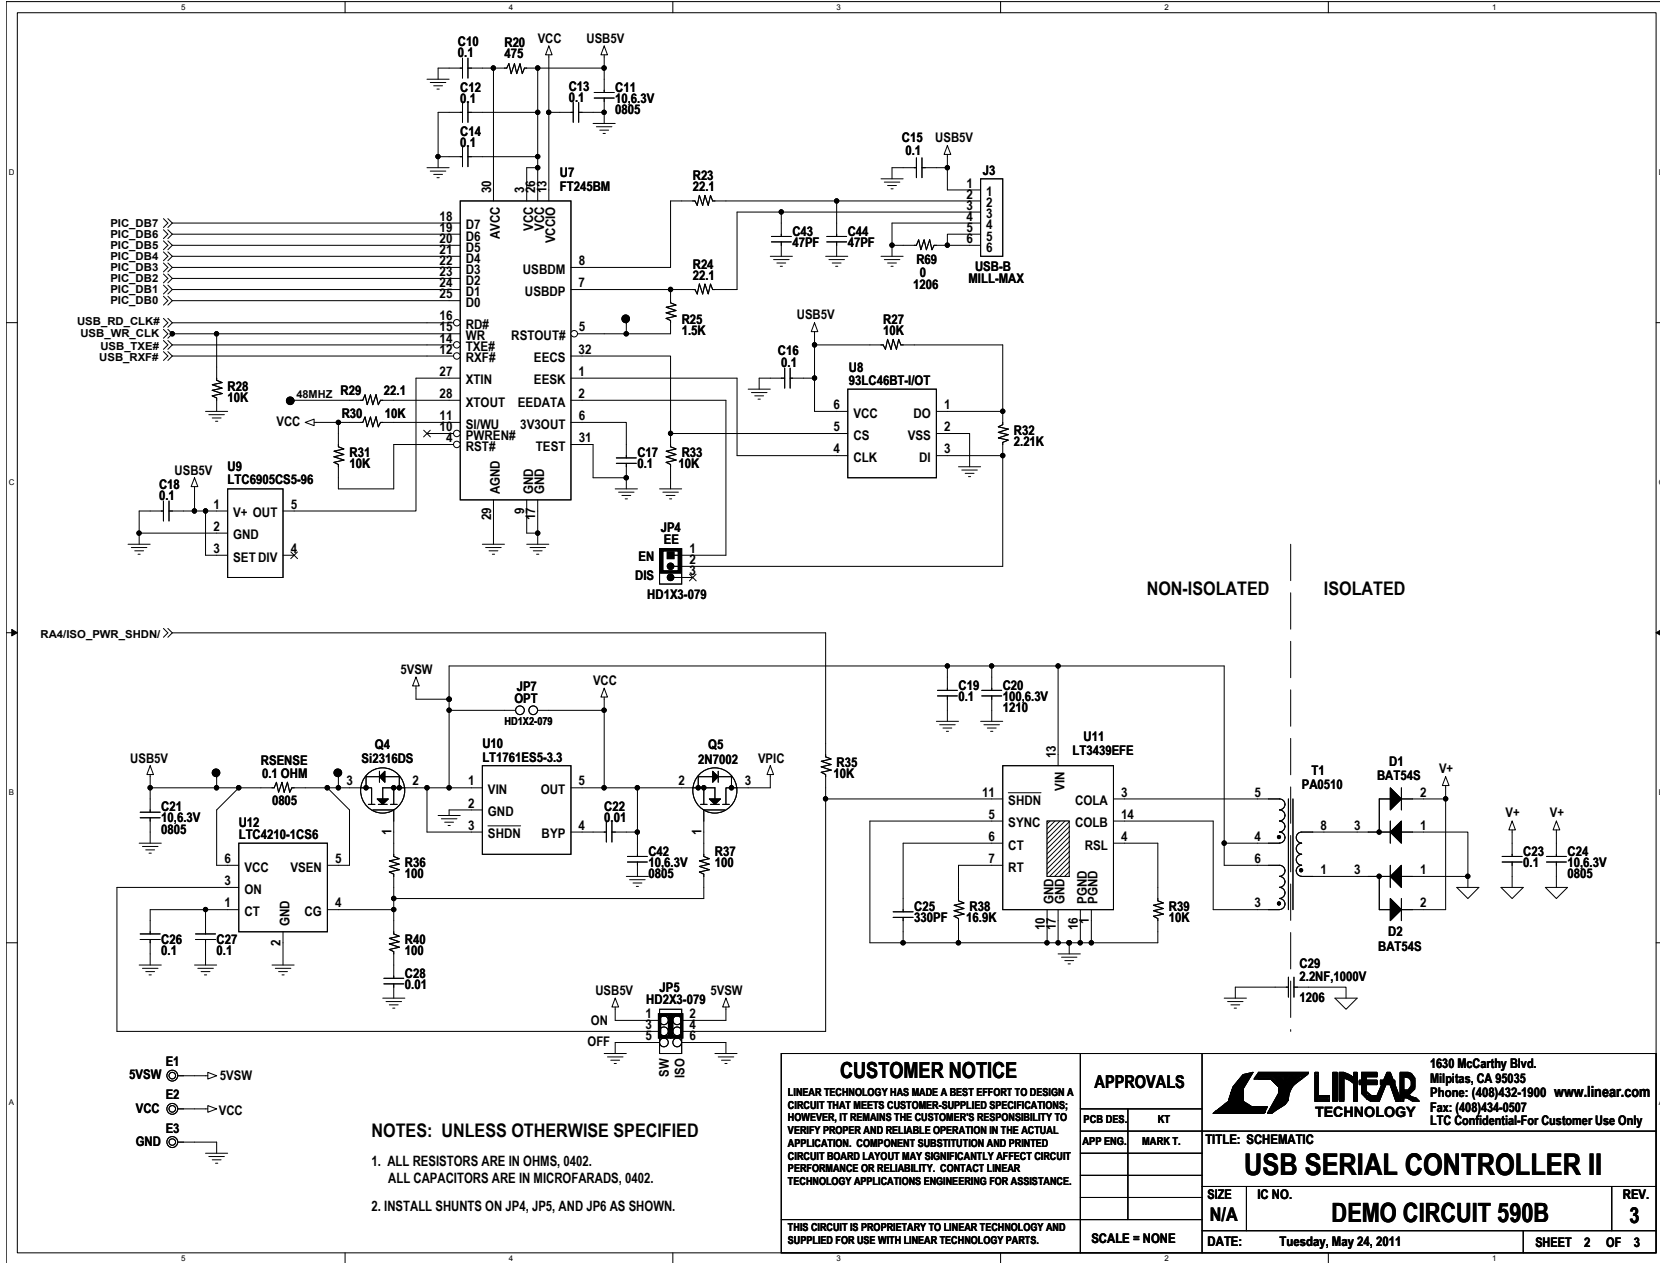 5 4 3 2 1
D
C
B
A
C10
0.1
R20
475
VCC
USB5V
C12
0.1
C13
0.1
C11
10,6.3V
0805
C14
0.1
U7
FT245BM
30
3
26
13
AVCC
VCC
VCC
VCCIO
PIC_DB7 18 D7
PIC_DB6 19 D6
PIC_DB5 20 D5
PIC_DB4 21 D4
PIC_DB3 22 D3
PIC_DB2 23 D2
PIC_DB1 24 D1
PIC_DB0 25 D0
USB_RD_CLK# 16 RD#
USB_WR_CLK 15 WR
USB_TXE# 14 TXE#
USB_RXF# 12 RXF#
27 XTIN
28 XTOUT
11 SI/WU
10 PWREN#
4 RST#
USBDM 8
USBDP 7
RSTOUT# 5
EECS 32
EESK 1
EEDATA 2
3V3OUT 6
TEST 31
AGND
GND
GND
29
9
17
R28
10K
48MHZ
R29 22.1
VCC
R30 10K
R31
10K
USB5V
C18
0.1
U9
LTC6905CS5-96
1 V+ OUT 5
2 GND
3 SET DIV 4
R23
22.1
R24
22.1
R25
1.5K
C43
47PF
C44
47PF
C15
0.1
USB5V
J3
1 1
2 2
3 3
4 4
5 5
6 6
R69
0
1206
USB-B
MILL-MAX
USB5V
R27
10K
C16
0.1
U8
93LC46BT-I/OT
6 VCC DO 1
5 CS VSS 2
4 CLK DI 3
R32
2.21K
C17
0.1
R33
10K
JP4
EE
EN
DIS
1
2
3
HD1X3-079
NON-ISOLATED
ISOLATED
RA4/ISO_PWR_SHDN/
5VSW
JP7
OPT
HD1X2-079
VCC
C19
0.1
C20
100,6.3V
1210
USB5V
RSENSE
0.1 OHM
0805
Q4
Si2316DS
3
2
1
U10
LT1761ES5-3.3
1 VIN OUT 5
2 GND
3 SHDN BYP 4
C22
0.01
C42
10,6.3V
0805
Q5
2N7002
2
3
1
VPIC
R37
100
R35
10K
C21
10,6.3V
0805
U12
LTC4210-1CS6
6 VCC VSEN 5
3 ON
1 CT CG 4
GND
2
R36
100
R40
100
C28
0.01
C26
0.1
C27
0.1
U11
LT3439EFE
13
VIN
11 SHDN COLA 3
5 SYNC COLB 14
6 CT RSL 4
7 RT
GND
GND
PGND
PGND
10
17
16
1
C25
330PF
R38
16.9K
R39
10K
T1
PA0510
5
4
6
3
8
1
D1
BAT54S
3
2
1
3
1
2
D2
BAT54S
V+
V+
V+
C23
0.1
C24
10,6.3V
0805
C29
2.2NF,1000V
1206
USB5V
JP5
HD2X3-079
5VSW
ON
OFF
1 2
3 4
5 6
SW
ISO
E1
5VSW 5VSW
E2
VCC VCC
E3
GND
NOTES: UNLESS OTHERWISE SPECIFIED
1. ALL RESISTORS ARE IN OHMS, 0402.
ALL CAPACITORS ARE IN MICROFARADS, 0402.
2. INSTALL SHUNTS ON JP4, JP5, AND JP6 AS SHOWN.
CUSTOMER NOTICE
LINEAR TECHNOLOGY HAS MADE A BEST EFFORT TO DESIGN A
CIRCUIT THAT MEETS CUSTOMER-SUPPLIED SPECIFICATIONS;
HOWEVER, IT REMAINS THE CUSTOMER'S RESPONSIBILITY TO
VERIFY PROPER AND RELIABLE OPERATION IN THE ACTUAL
APPLICATION. COMPONENT SUBSTITUTION AND PRINTED
CIRCUIT BOARD LAYOUT MAY SIGNIFICANTLY AFFECT CIRCUIT
PERFORMANCE OR RELIABILITY. CONTACT LINEAR
TECHNOLOGY APPLICATIONS ENGINEERING FOR ASSISTANCE.
THIS CIRCUIT IS PROPRIETARY TO LINEAR TECHNOLOGY AND
SUPPLIED FOR USE WITH LINEAR TECHNOLOGY PARTS.
APPROVALS
PCB DES. KT
APP ENG. MARK T.
SCALE = NONE
LINEAR
TECHNOLOGY
1630 McCarthy Blvd.
Milpitas, CA 95035
Phone: (408)432-1900 www.linear.com
Fax: (408)434-0507
LTC Confidential-For Customer Use Only
TITLE: SCHEMATIC
USB SERIAL CONTROLLER II
SIZE
N/A
IC NO.
DEMO CIRCUIT 590B
REV.
3
DATE: Tuesday, May 24, 2011
SHEET 2 OF 3
5 4 3 2 1